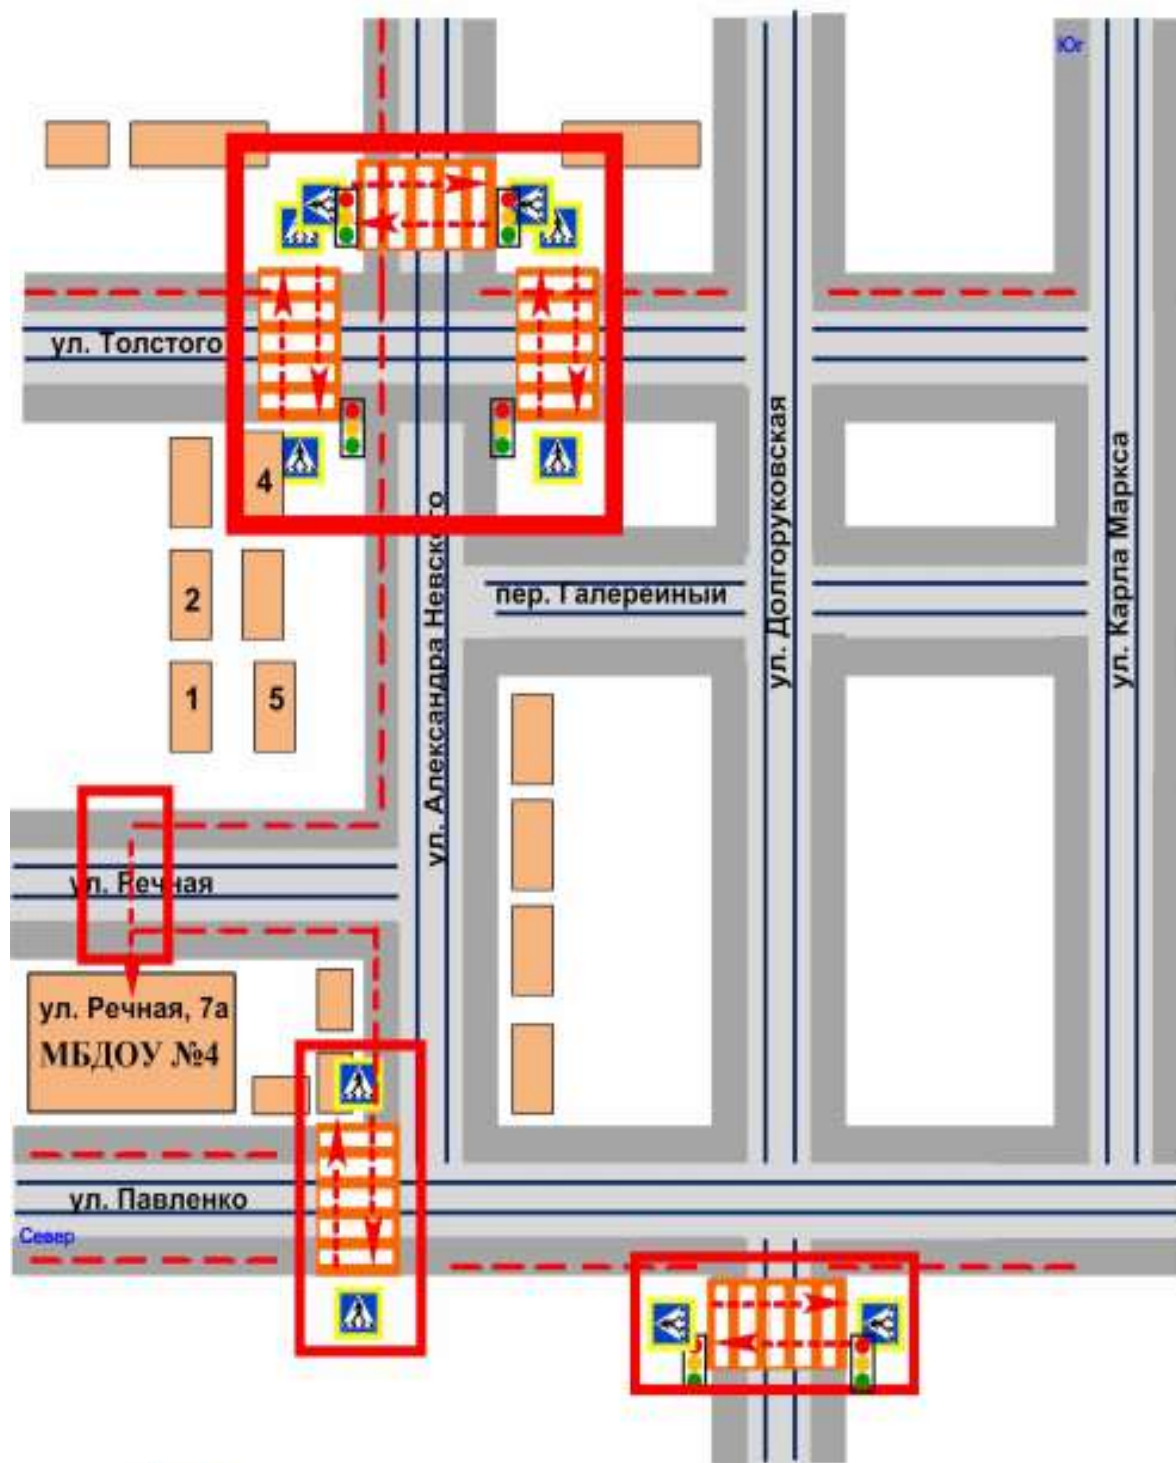 Юг
ул. Толстого
4
ул. Александра Невского
ул. Долгоруковская
ул. Карла Маркса
2
пер. Галерейный
1
5
ул. Речная
ул. Речная, 7а
МБДОУ №4
ул. Павленко
Север